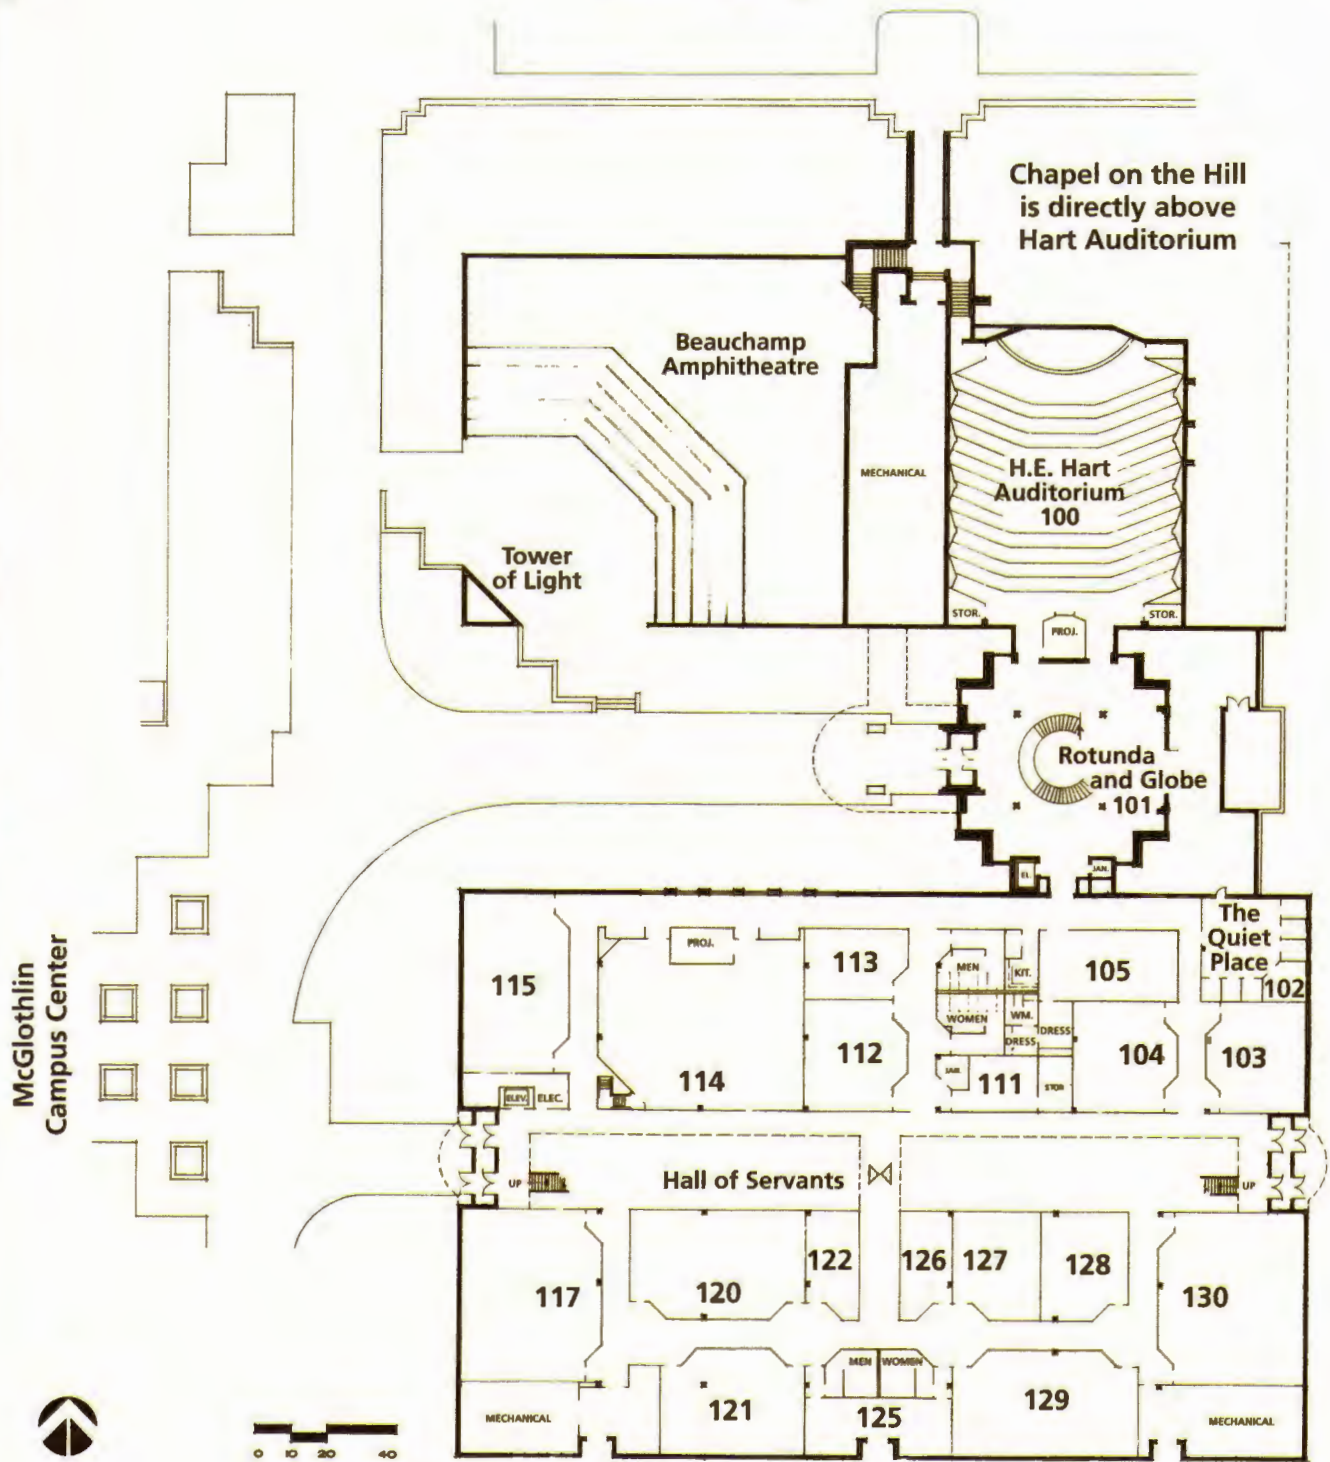 Chapel on the Hill
is directly above
Hart Auditorium
Beauchamp
Amphitheatre
MECHANICAL
H.E. Hart
Auditorium
100
Tower
of Light
STOR.
PROJ.
STOR.
Rotunda
and Globe
101
EL.
JAN.
McGlothlin
Campus Center
115
PROJ.
113
MEN
KIT.
105
The
Quiet
Place
102
WOMEN
WM.
DRESS
DRESS
112
104
103
114
JAN.
111
STOR
ELEV.
ELEC.
UP
Hall of Servants
UP
117
120
122
126
127
128
130
MEN
WOMEN
121
125
129
MECHANICAL
MECHANICAL
0 10 20 40